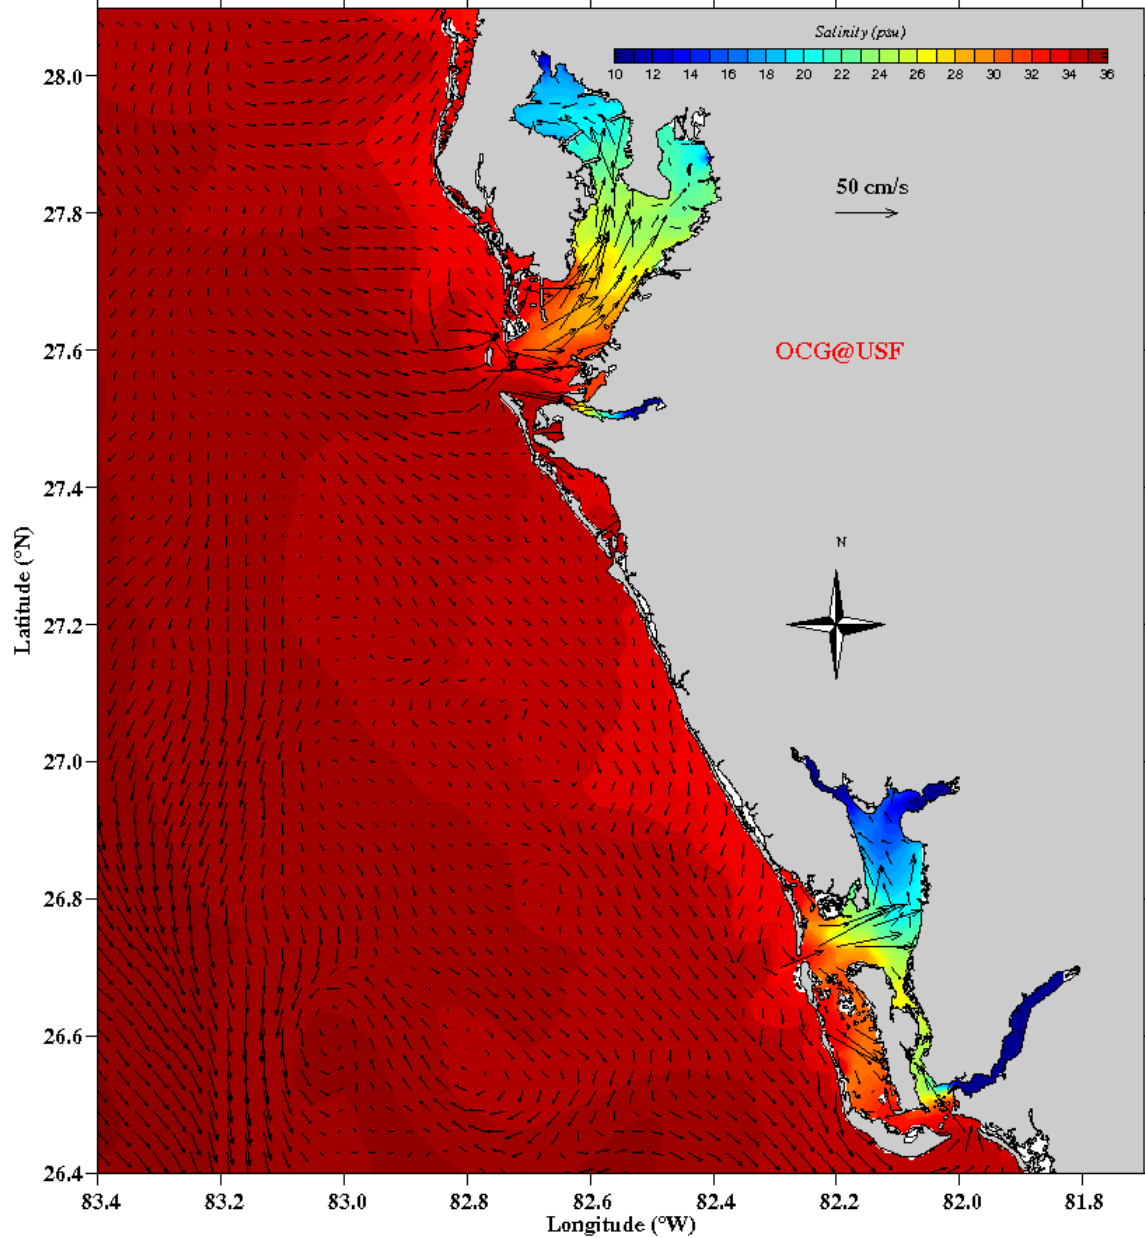 Salinity (psu)
10 12 14 16 18 20 22 24 26 28 30 32 34 36
28.0
27.8
27.6
27.4
27.2
27.0
26.8
26.6
26.4
Latitude (°N)
50 cm/s
OCG@USF
N
83.4 83.2 83.0 82.8 82.6 82.4 82.2 82.0 81.8
Longitude (°W)